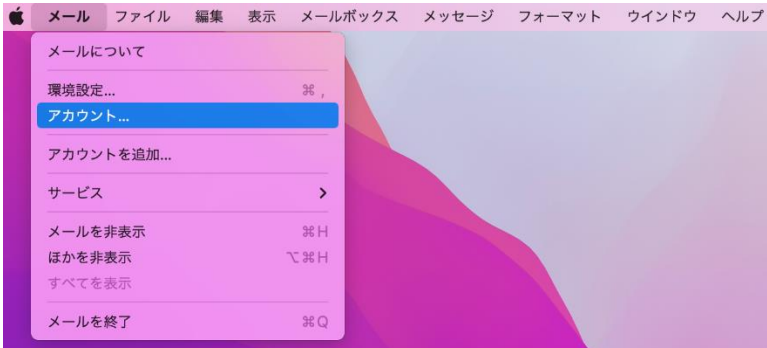 メール ファイル 編集 表示 メールボックス メッセージ フォーマット ウインドウ ヘルプ
メールについて
環境設定... ⌘ ,
アカウント...
アカウントを追加...
サービス
メールを非表示 ⌘H
ほかを非表示 ⌥⌘H
すべてを表示
メールを終了 ⌘Q